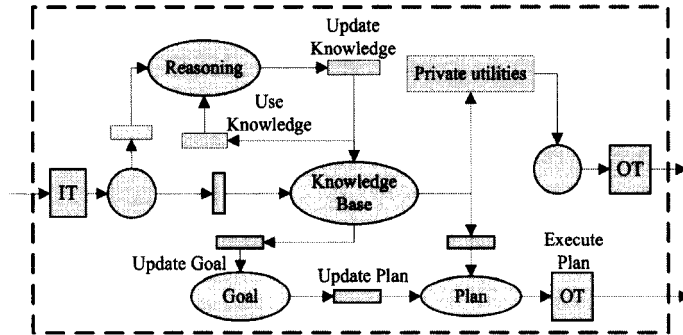 Update
Knowledge
Reasoning
Private utilities
Use
Knowledge
IT
Knowledge
Base
OT
Update Goal
Update Plan
Execute
Plan
Goal
Plan
OT